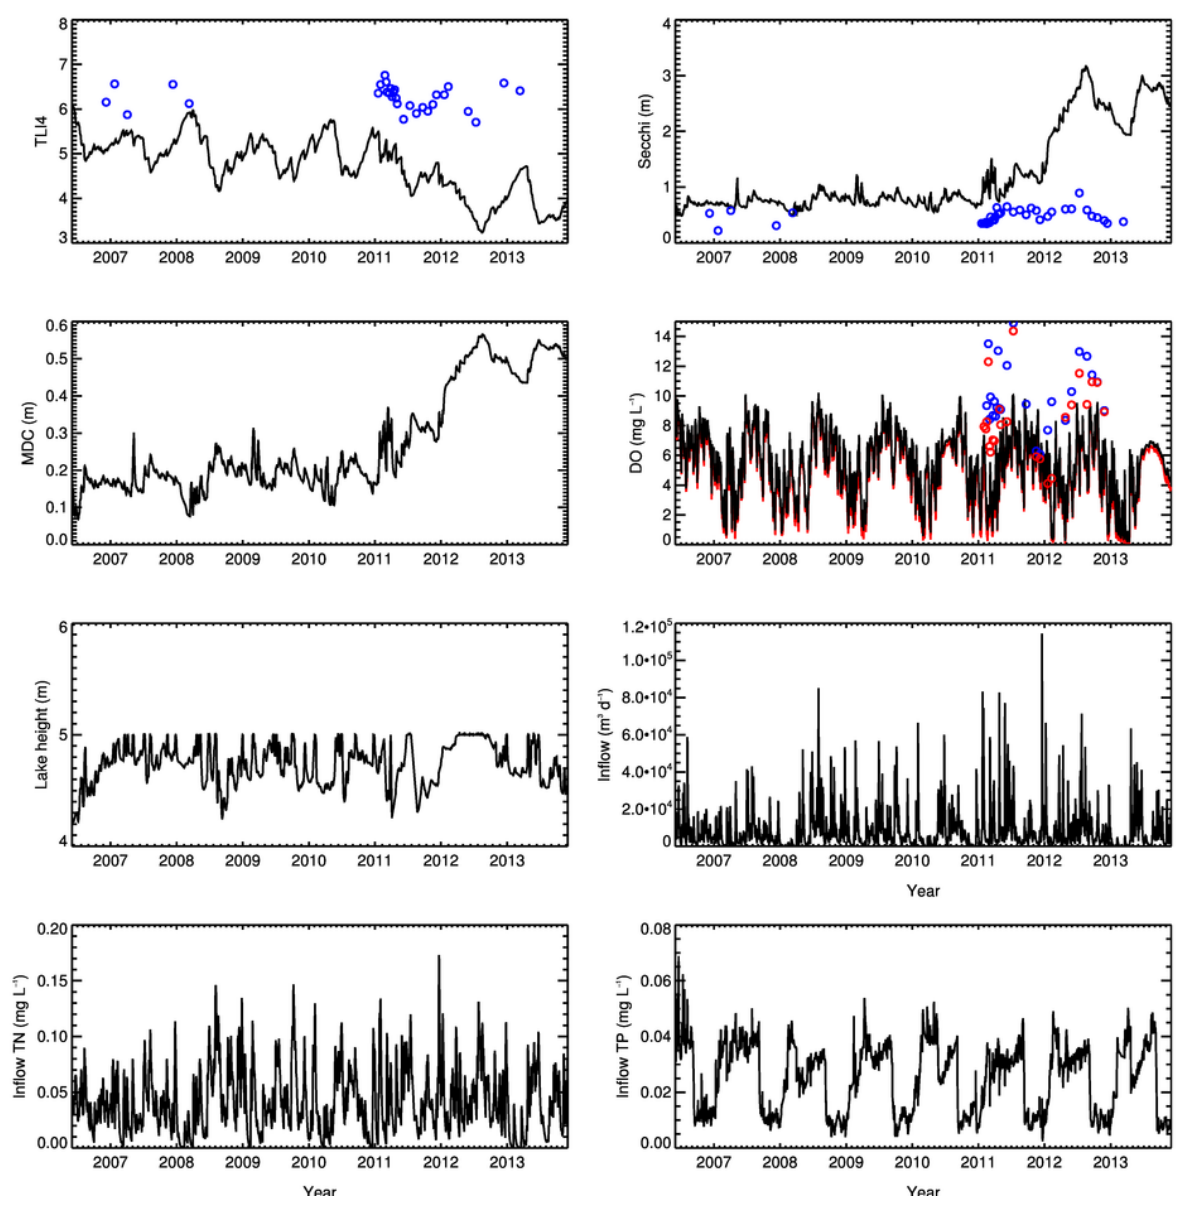 8
7
6
5
4
3
TLI4
2007 2008 2009 2010 2011 2012 2013
4
3
2
1
0
Secchi (m)
2007 2008 2009 2010 2011 2012 2013
0.6
0.5
0.4
0.3
0.2
0.1
0.0
MDC (m)
2007 2008 2009 2010 2011 2012 2013
14
12
10
8
6
4
2
0
DO (mg L⁻¹)
2007 2008 2009 2010 2011 2012 2013
6
5
4
Lake height (m)
2007 2008 2009 2010 2011 2012 2013
1.2•10⁵
1.0•10⁵
8.0•10⁴
6.0•10⁴
4.0•10⁴
2.0•10⁴
0
Inflow (m³ d⁻¹)
2007 2008 2009 2010 2011 2012 2013
Year
0.20
0.15
0.10
0.05
0.00
Inflow TN (mg L⁻¹)
2007 2008 2009 2010 2011 2012 2013
Year
0.08
0.06
0.04
0.02
0.00
Inflow TP (mg L⁻¹)
2007 2008 2009 2010 2011 2012 2013
Year